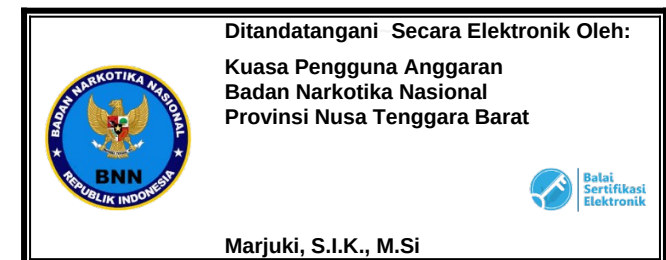 Ditandatangani Secara Elektronik Oleh:
Kuasa Pengguna Anggaran
Badan Narkotika Nasional
Provinsi Nusa Tenggara Barat
BADAN NARKOTIKA NASIONAL
BNN
REPUBLIK INDONESIA
Balai
Sertifikasi
Elektronik
Marjuki, S.I.K., M.Si